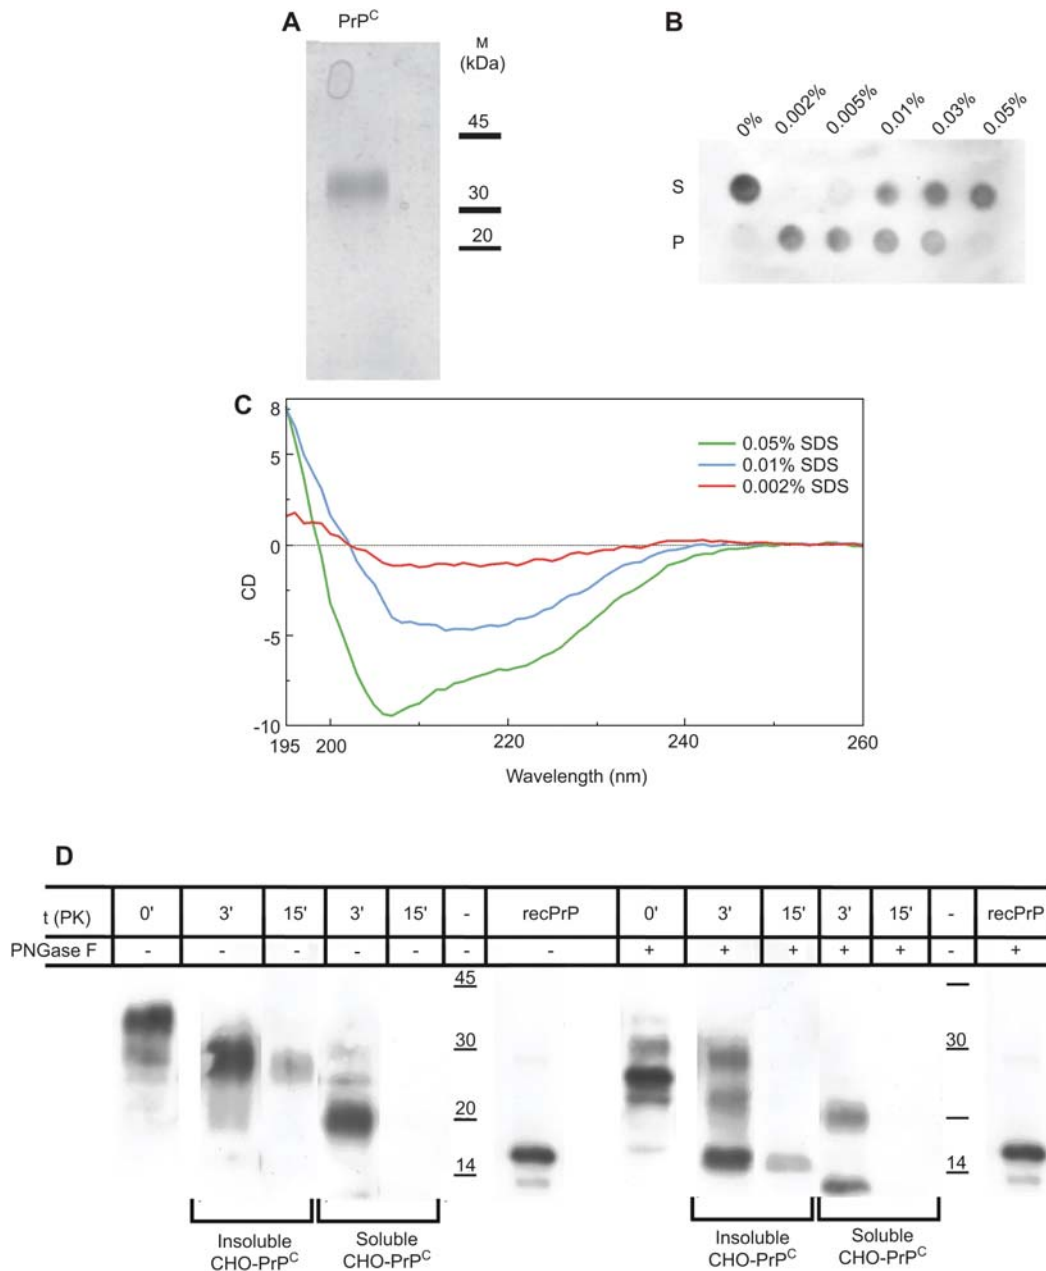 A
PrP^C
M
(kDa)
45
30
20
B
0% 0.002% 0.005% 0.01% 0.03% 0.05%
S
P
C
8
5
0
-5
-10
CD
0.05% SDS
0.01% SDS
0.002% SDS
195 200 220 240 260
Wavelength (nm)
D
t (PK) 0' 3' 15' 3' 15' - recPrP 0' 3' 15' 3' 15' - recPrP
PNGase F - - - - - - - + + + + + - +
45
30 30
20
14 14
Insoluble Soluble Insoluble Soluble
CHO-PrP^C CHO-PrP^C CHO-PrP^C CHO-PrP^C